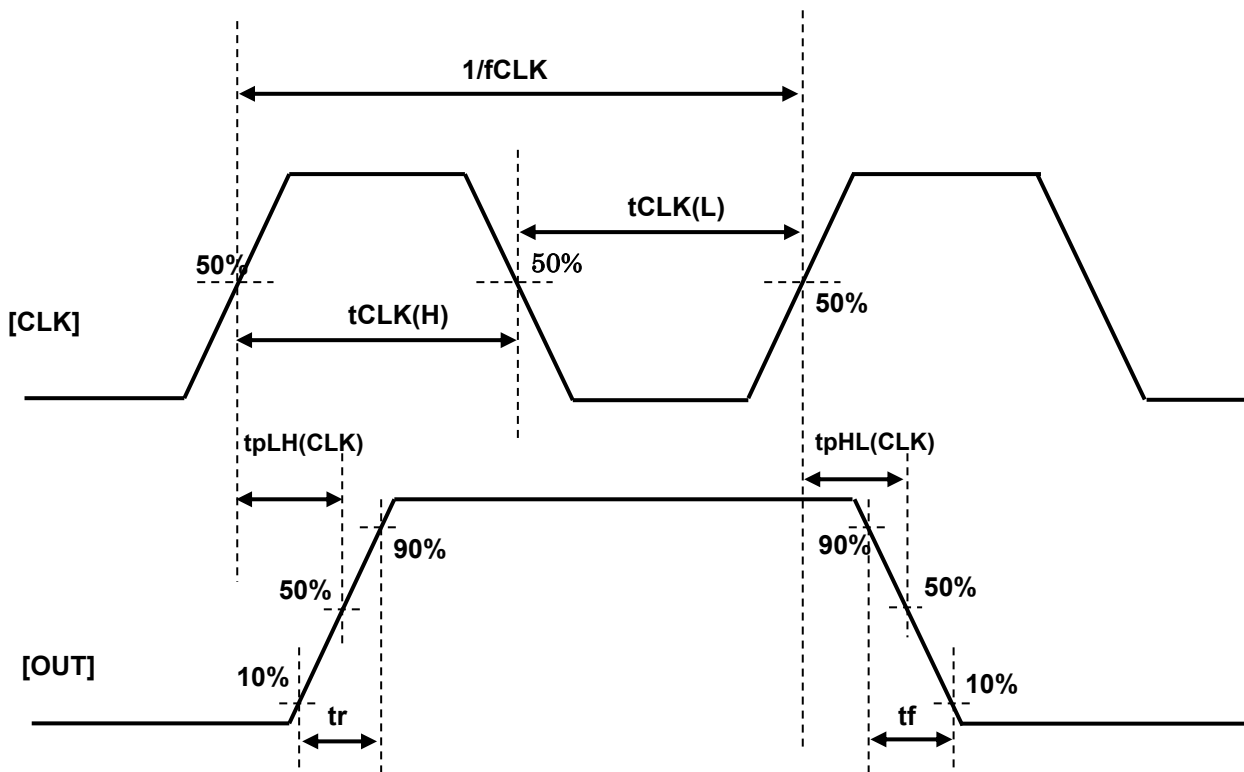 1/fCLK
tCLK(L)
50%
50%
50%
tCLK(H)
[CLK]
tpLH(CLK)
tpHL(CLK)
90%
90%
50%
50%
[OUT]
10%
10%
tr
tf